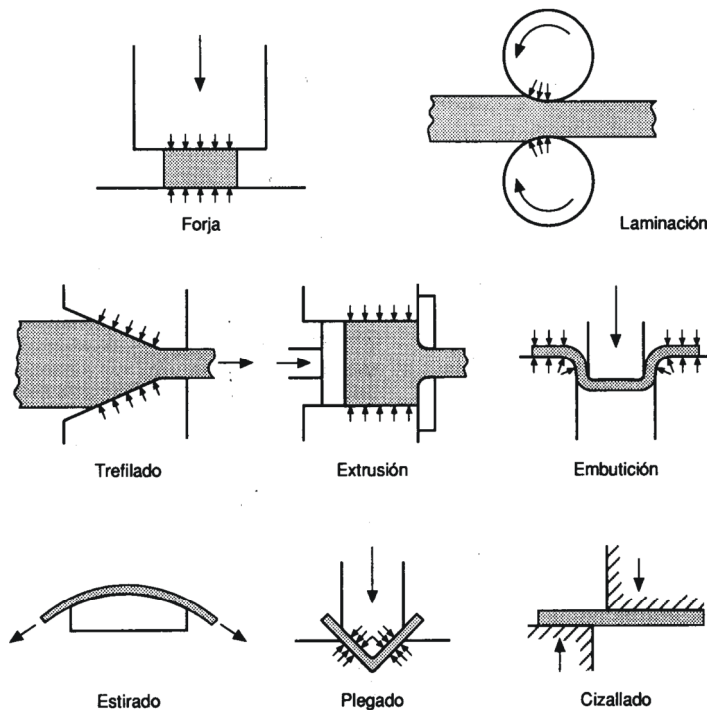 Forja
Laminación
Trefilado
Extrusión
Embutición
Estirado
Plegado
Cizallado